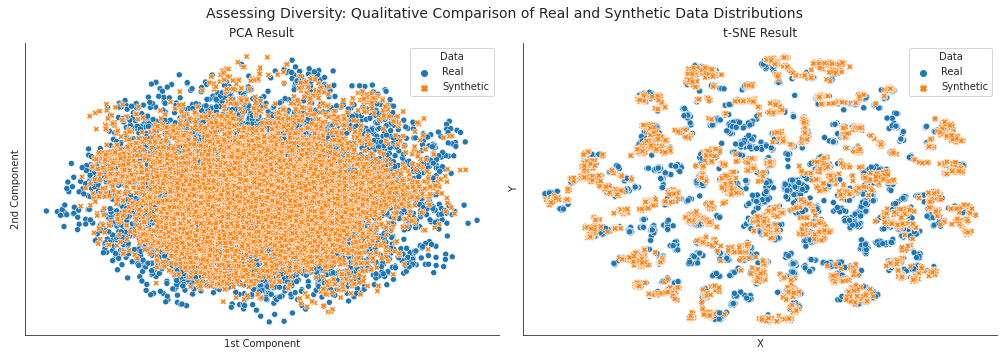 Assessing Diversity: Qualitative Comparison of Real and Synthetic Data Distributions
PCA Result
Data
Real
Synthetic
2nd Component
1st Component
t-SNE Result
Data
Real
Synthetic
Y
X